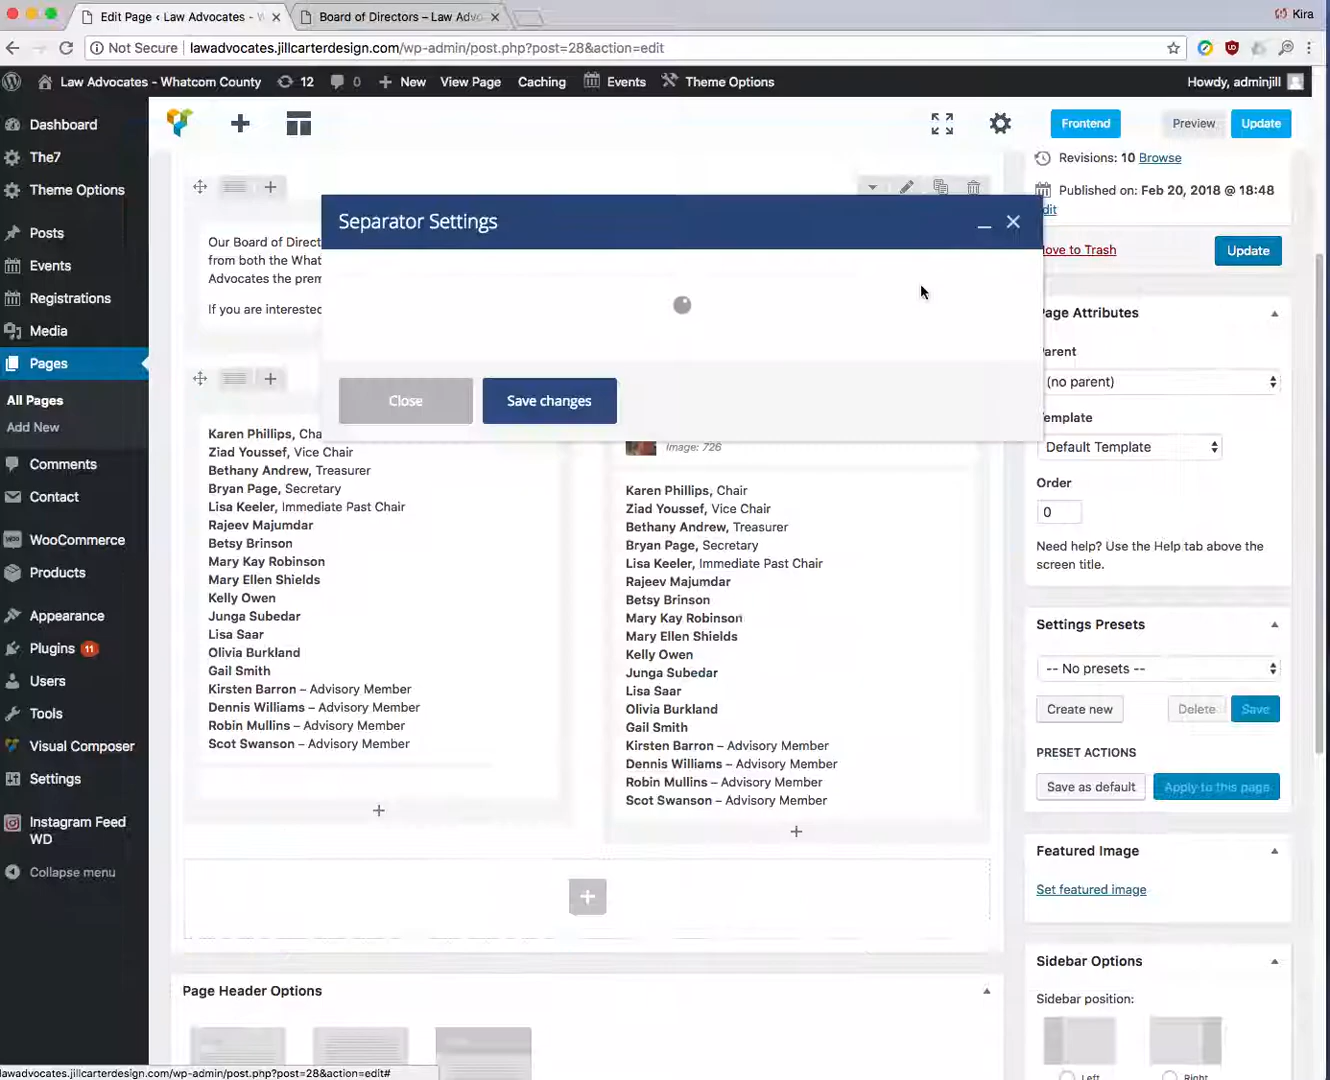 Edit Page ‹ Law Advocates -
Board of Directors – Law Adv
Kira
Not Secure
lawadvocates.jillcarterdesign.com/wp-admin/post.php?post=28&action=edit
Law Advocates - Whatcom County
12
0
New
View Page
Caching
Events
Theme Options
Howdy, adminjill
Dashboard
The7
Theme Options
Posts
Events
Registrations
Media
Pages
All Pages
Add New
Comments
Contact
WooCommerce
Products
Appearance
Plugins 11
Users
Tools
Visual Composer
Settings
Instagram Feed
WD
Collapse menu
Frontend
Preview
Update
Separator Settings
Close
Save changes
Our Board of Direct
from both the What
Advocates the prem
If you are interested
Karen Phillips, Cha
Ziad Youssef, Vice Chair
Bethany Andrew, Treasurer
Bryan Page, Secretary
Lisa Keeler, Immediate Past Chair
Rajeev Majumdar
Betsy Brinson
Mary Kay Robinson
Mary Ellen Shields
Kelly Owen
Junga Subedar
Lisa Saar
Olivia Burkland
Gail Smith
Kirsten Barron – Advisory Member
Dennis Williams – Advisory Member
Robin Mullins – Advisory Member
Scot Swanson – Advisory Member
Image: 726
Karen Phillips, Chair
Ziad Youssef, Vice Chair
Bethany Andrew, Treasurer
Bryan Page, Secretary
Lisa Keeler, Immediate Past Chair
Rajeev Majumdar
Betsy Brinson
Mary Kay Robinson
Mary Ellen Shields
Kelly Owen
Junga Subedar
Lisa Saar
Olivia Burkland
Gail Smith
Kirsten Barron – Advisory Member
Dennis Williams – Advisory Member
Robin Mullins – Advisory Member
Scot Swanson – Advisory Member
Page Header Options
Revisions: 10 Browse
Published on: Feb 20, 2018 @ 18:48
dit
ove to Trash
Update
age Attributes
arent
(no parent)
emplate
Default Template
Order
0
Need help? Use the Help tab above the
screen title.
Settings Presets
-- No presets --
Create new
Delete
Save
PRESET ACTIONS
Save as default
Apply to this page
Featured Image
Set featured image
Sidebar Options
Sidebar position:
Left
Right
lawadvocates.jillcarterdesign.com/wp-admin/post.php?post=28&action=edit#